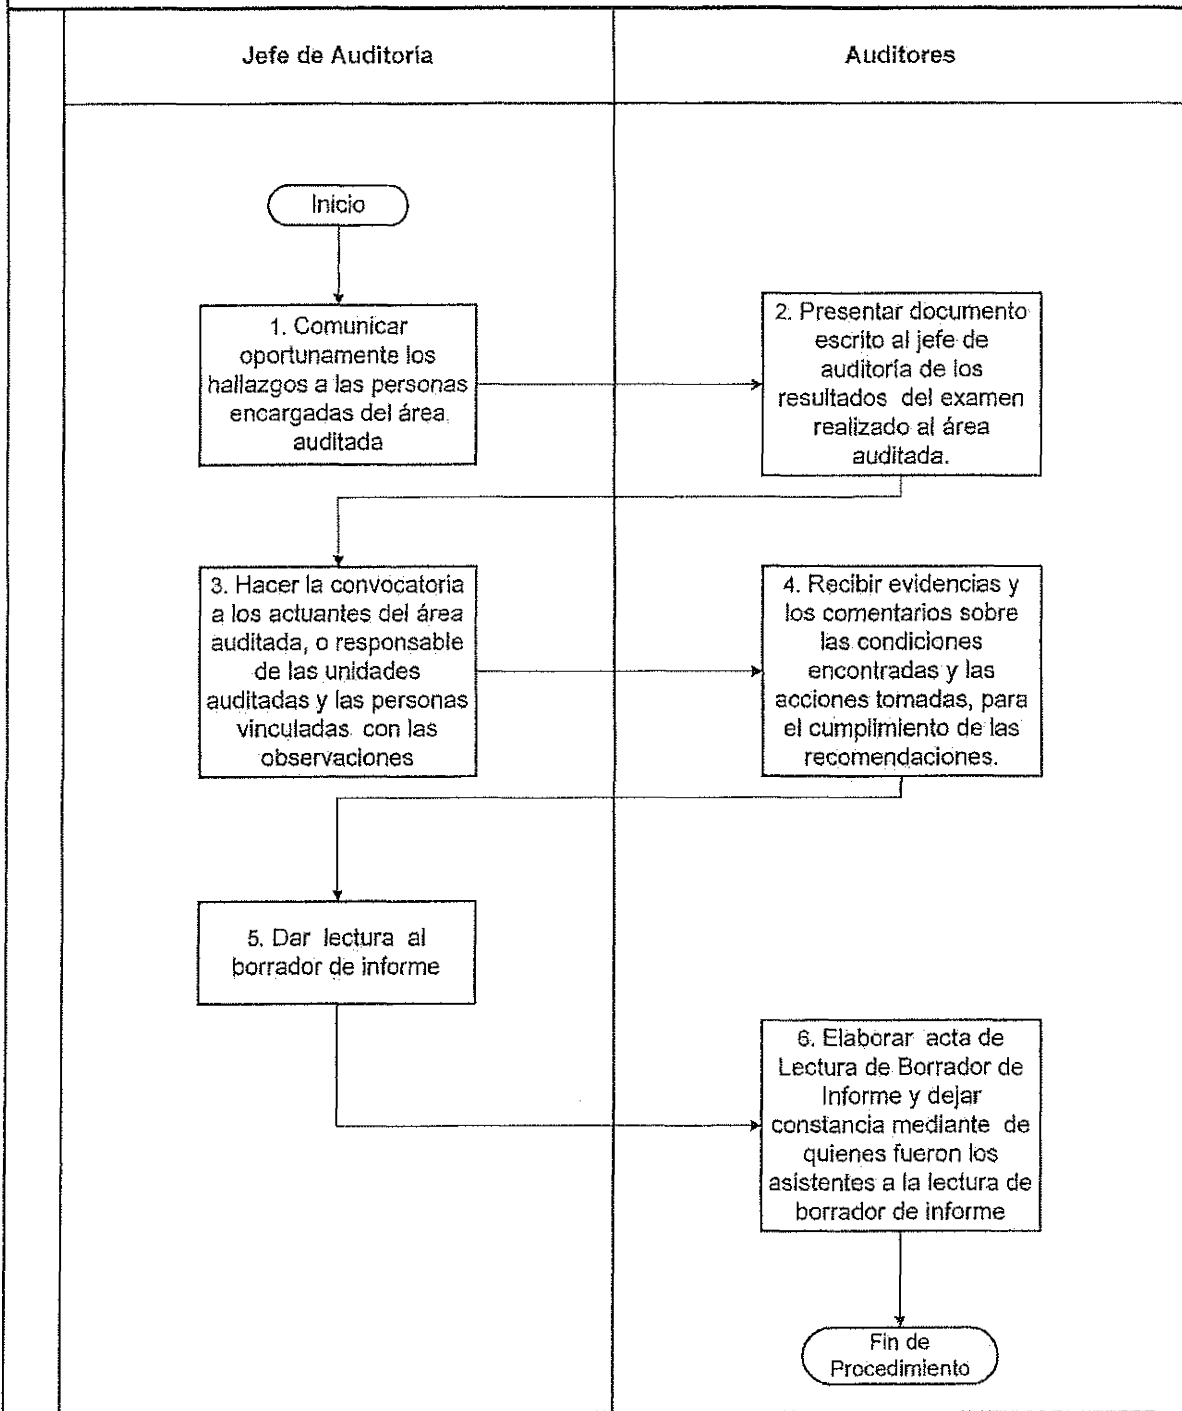 Jefe de Auditoría
Auditores
Inicio
1. Comunicar
oportunamente los
hallazgos a las personas
encargadas del área
auditada
2. Presentar documento
escrito al jefe de
auditoría de los
resultados del examen
realizado al área
auditada.
3. Hacer la convocatoria
a los actuantes del área
auditada, o responsable
de las unidades
auditadas y las personas
vinculadas con las
observaciones
4. Recibir evidencias y
los comentarios sobre
las condiciones
encontradas y las
acciones tomadas, para
el cumplimiento de las
recomendaciones.
5. Dar lectura al
borrador de informe
6. Elaborar acta de
Lectura de Borrador de
Informe y dejar
constancia mediante de
quienes fueron los
asistentes a la lectura de
borrador de informe
Fin de
Procedimiento